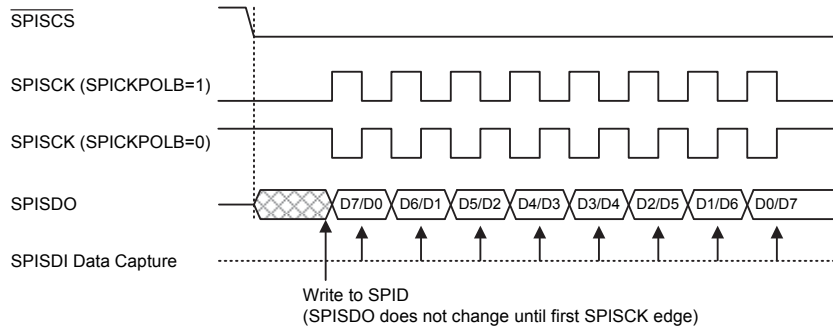 SPISCS
SPISCK (SPICKPOLB=1)
SPISCK (SPICKPOLB=0)
SPISDO
D7/D0 D6/D1 D5/D2 D4/D3 D3/D4 D2/D5 D1/D6 D0/D7
SPISDI Data Capture
Write to SPID
(SPISDO does not change until first SPISCK edge)